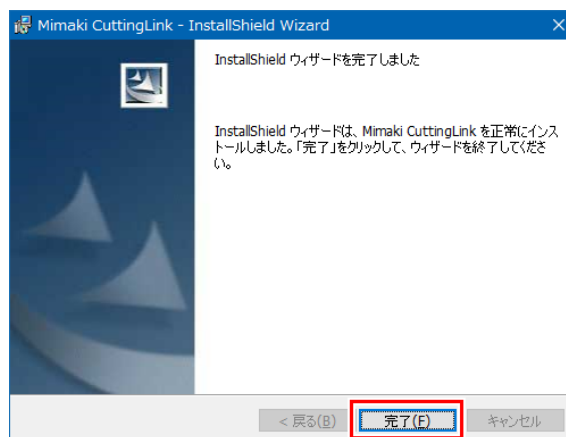 Mimaki CuttingLink - InstallShield Wizard
InstallShield ウィザードを完了しました
InstallShield ウィザードは、Mimaki CuttingLink を正常にインス
トールしました。「完了」をクリックして、ウィザードを終了してくださ
い。
< 戻る(B)
完了(F)
キャンセル